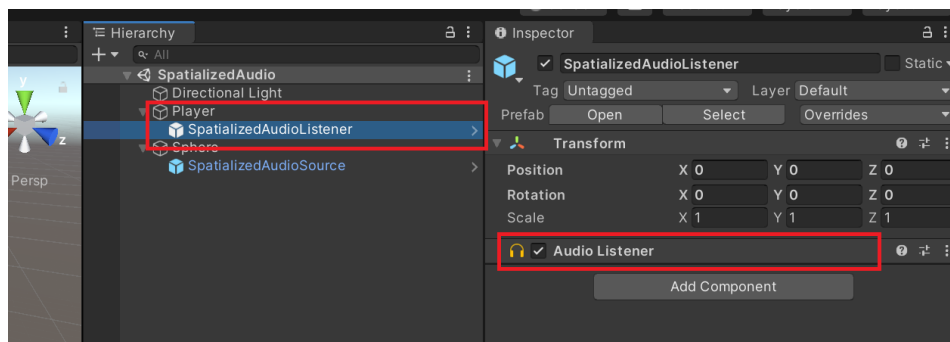 Hierarchy
All
SpatializedAudio
Directional Light
Player
SpatializedAudioListener
Sphere
SpatializedAudioSource
y
z
Persp
Inspector
SpatializedAudioListener
Static
Tag Untagged Layer Default
Prefab Open Select Overrides
Transform
Position X 0 Y 0 Z 0
Rotation X 0 Y 0 Z 0
Scale X 1 Y 1 Z 1
Audio Listener
Add Component